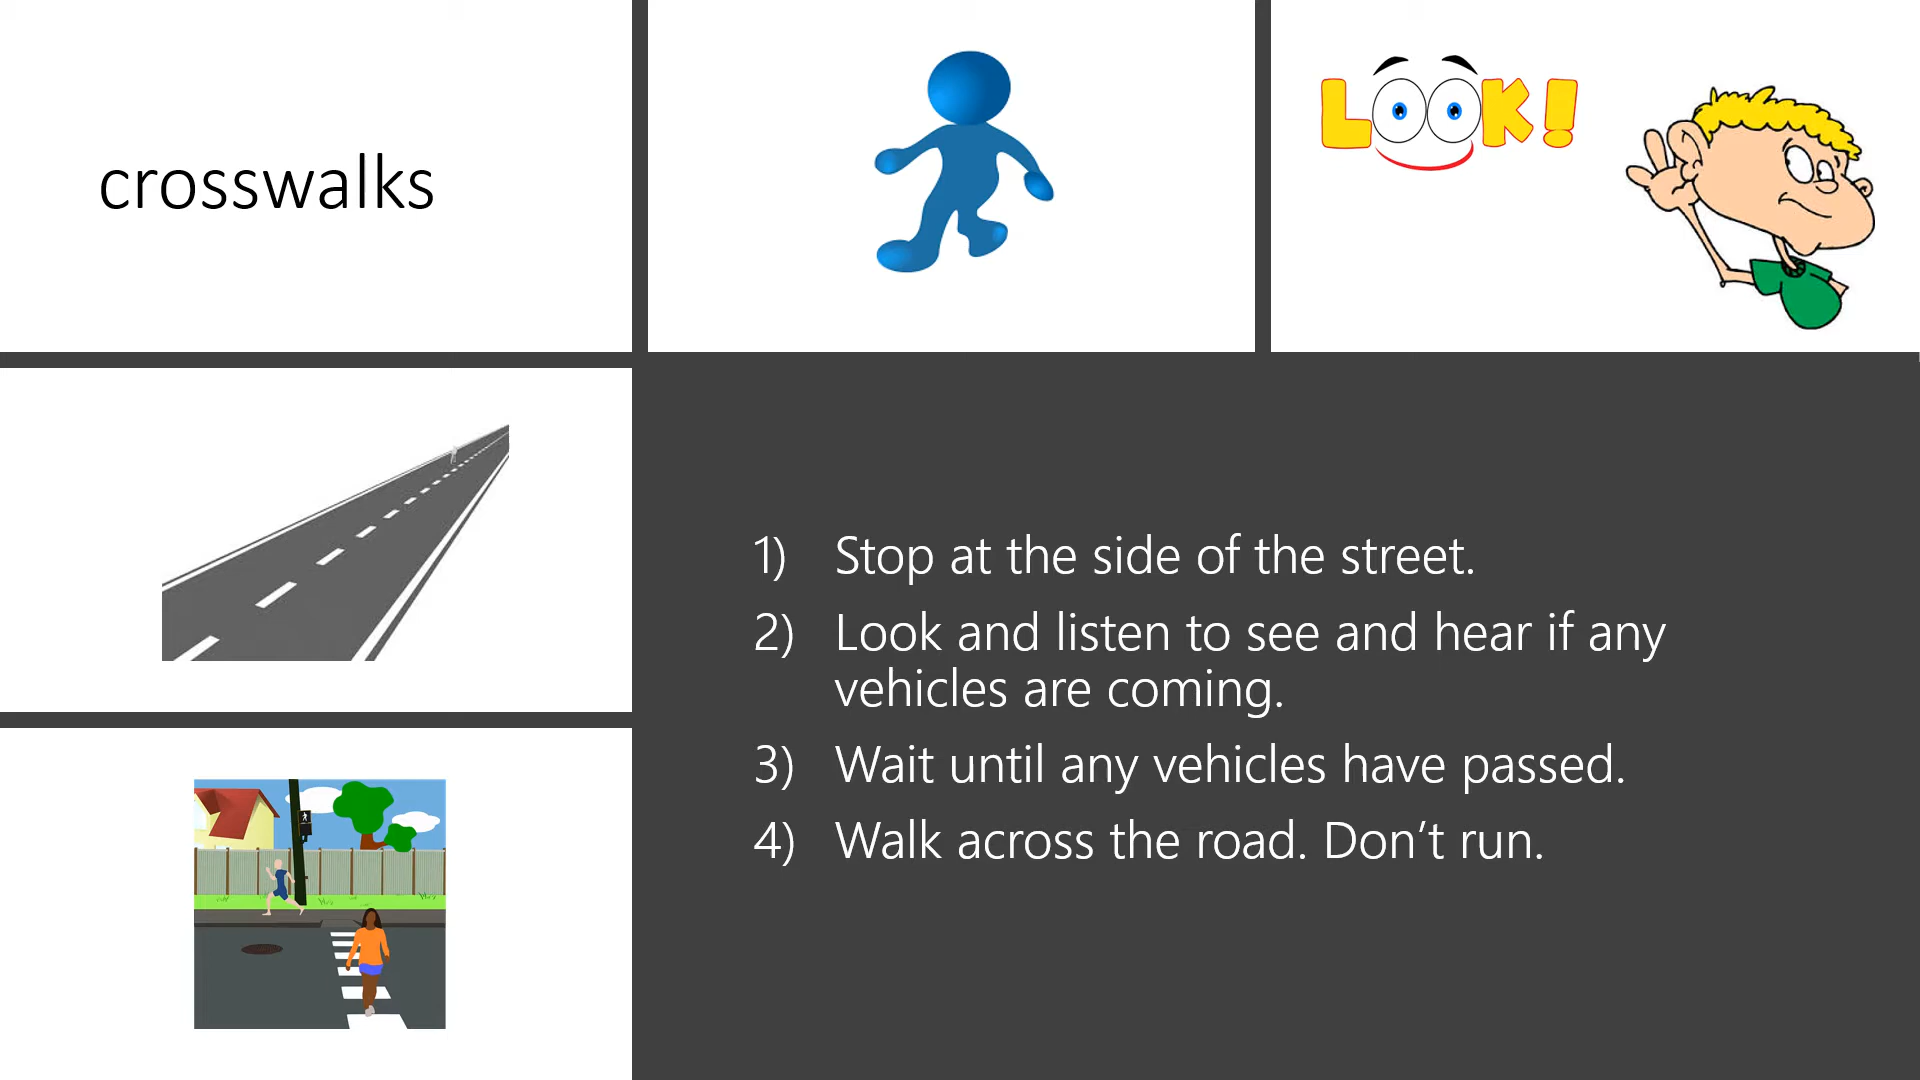 crosswalks
LOOK!
1) Stop at the side of the street.
2) Look and listen to see and hear if any
vehicles are coming.
3) Wait until any vehicles have passed.
4) Walk across the road. Don’t run.